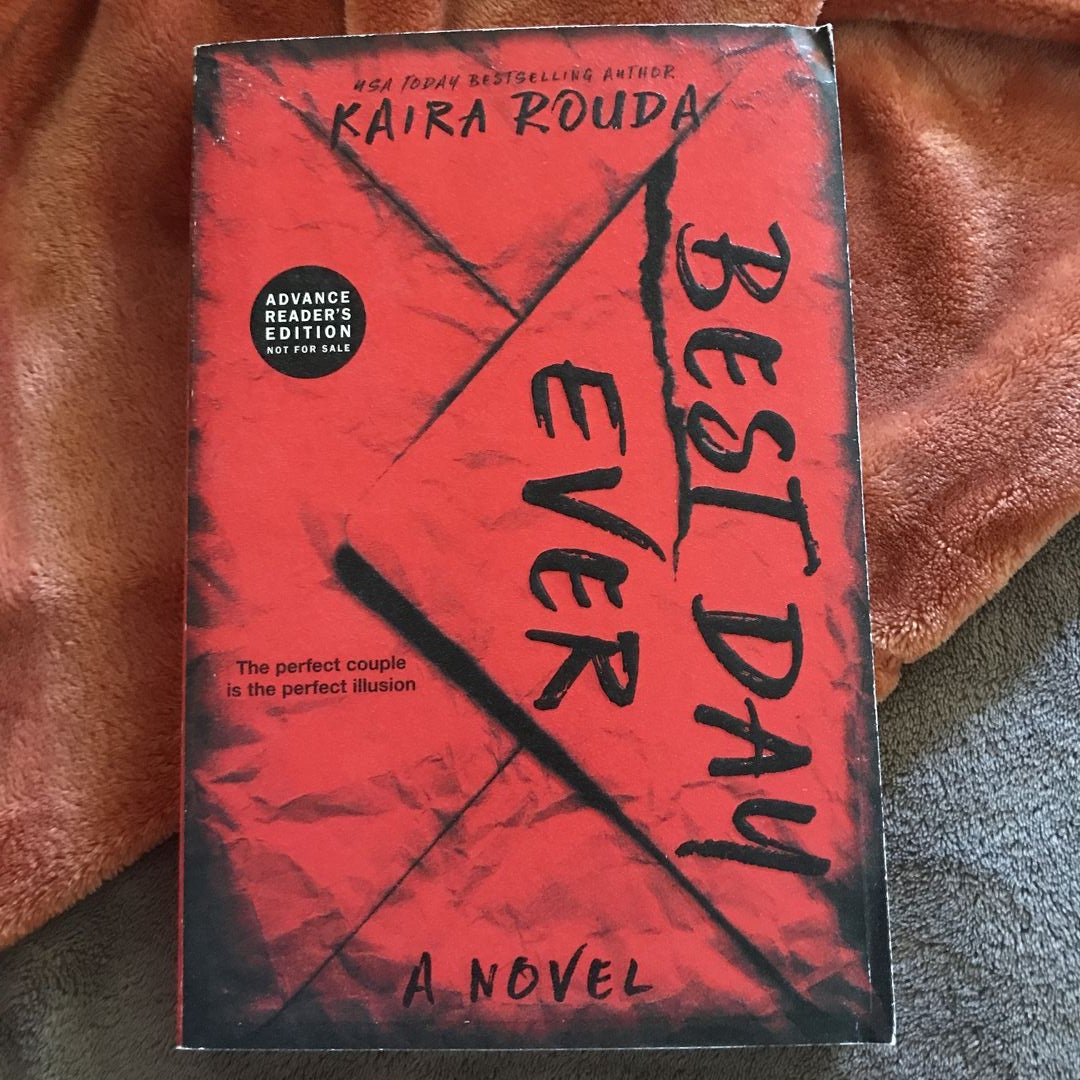 USA TODAY BESTSELLING AUTHOR
KAIRA ROUDA
BEST DAY
EVER
ADVANCE
READER'S
EDITION
NOT FOR SALE
The perfect couple
is the perfect illusion
A NOVEL